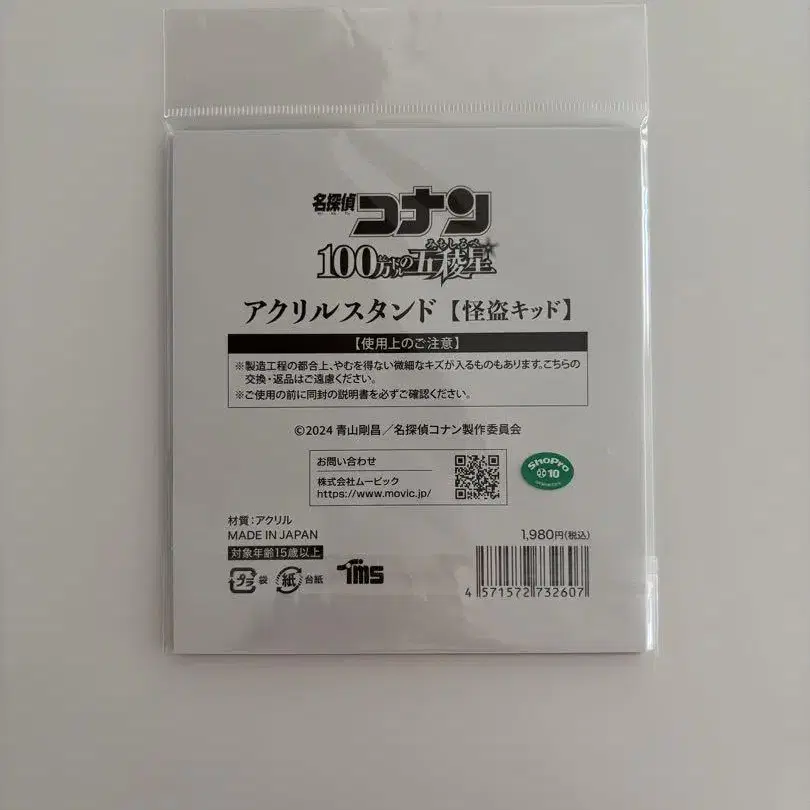 名探偵コナン
みちしるべ
100万ドルの五稜星
アクリルスタンド【怪盗キッド】
【使用上のご注意】
※製造工程の都合上、やむを得ない微細なキズが入るものもあります。こちらの
交換・返品はご遠慮ください。
※ご使用の前に同封の説明書を必ずご確認ください。
©2024 青山剛昌／名探偵コナン製作委員会
お問い合わせ
株式会社ムービック
https://www.movic.jp/
ShoPro
10
材質：アクリル
MADE IN JAPAN
対象年齢15歳以上
1,980円(税込)
プラ 袋 紙 台紙
TMS
4 571572 732607